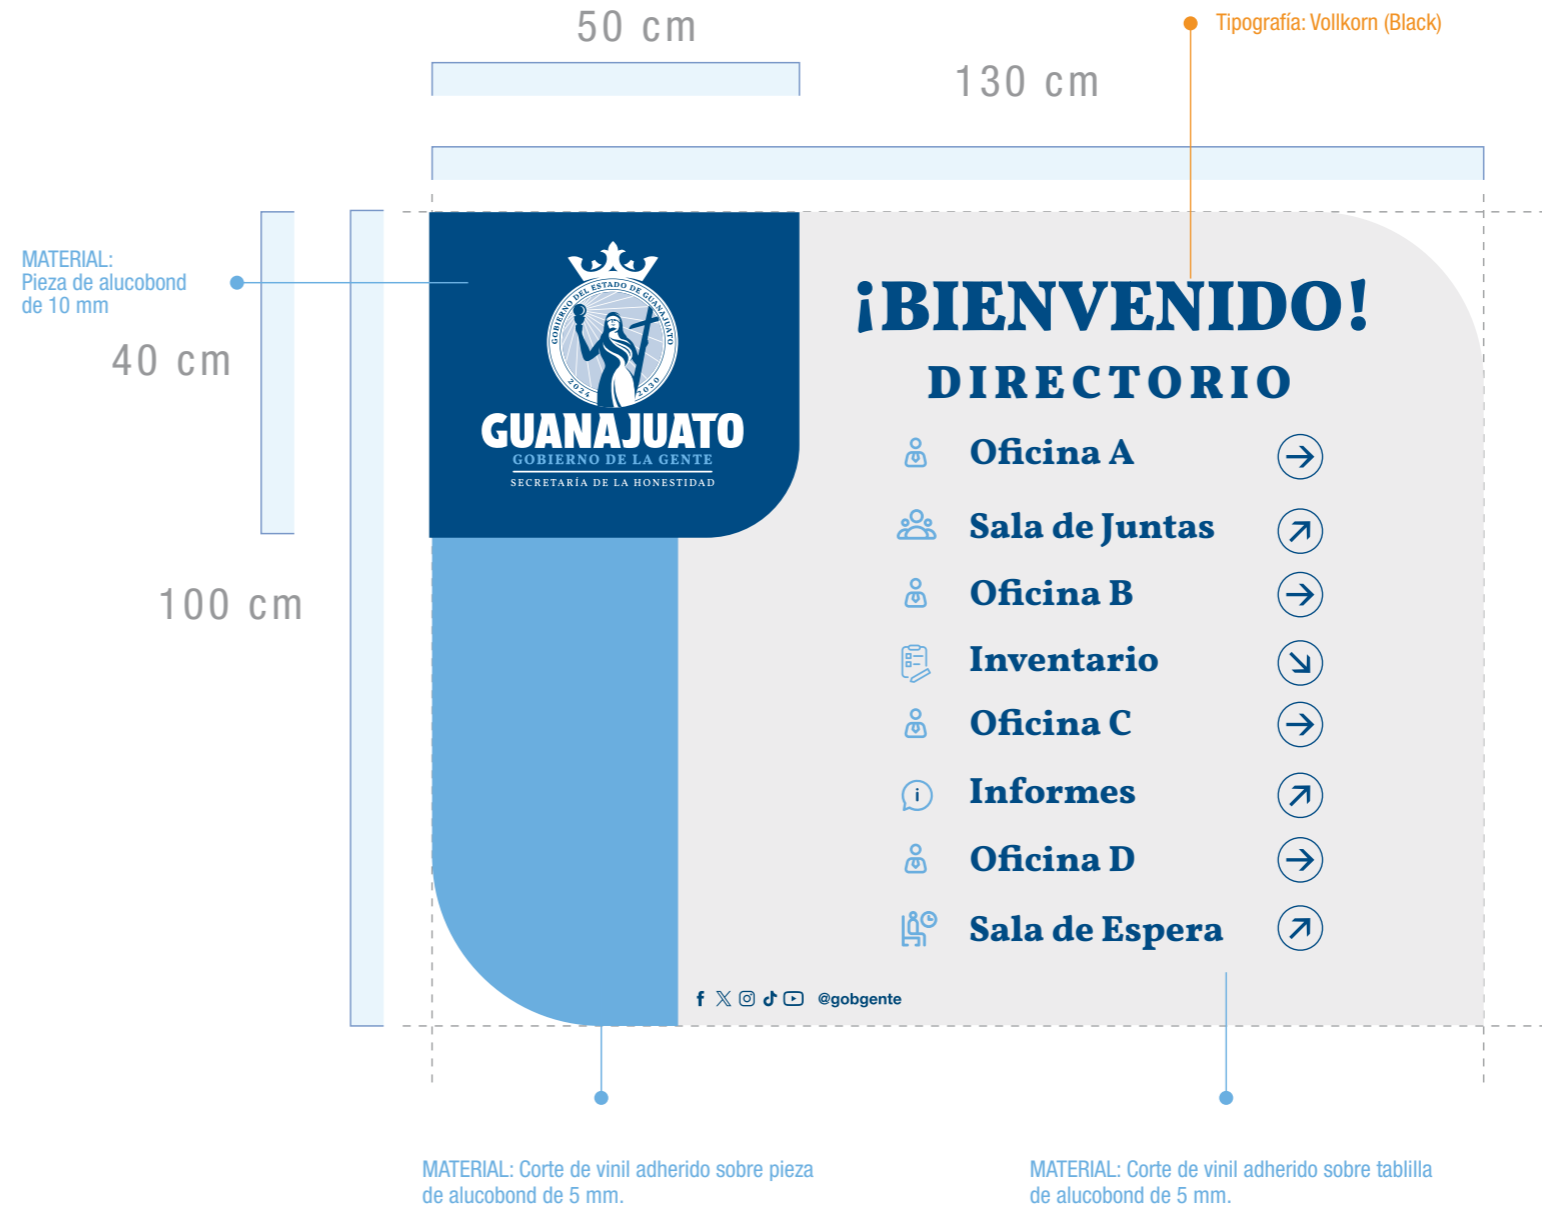 50 cm
Tipografía: Vollkorn (Black)
130 cm
MATERIAL:
Pieza de alucobond
de 10 mm
40 cm
100 cm
GOBIERNO DEL ESTADO DE GUANAJUATO
2024 2030
GUANAJUATO
GOBIERNO DE LA GENTE
SECRETARÍA DE LA HONESTIDAD
¡BIENVENIDO!
DIRECTORIO
Oficina A
Sala de Juntas
Oficina B
Inventario
Oficina C
i Informes
Oficina D
Sala de Espera
@gobgente
MATERIAL: Corte de vinil adherido sobre pieza
de alucobond de 5 mm.
MATERIAL: Corte de vinil adherido sobre tablilla
de alucobond de 5 mm.